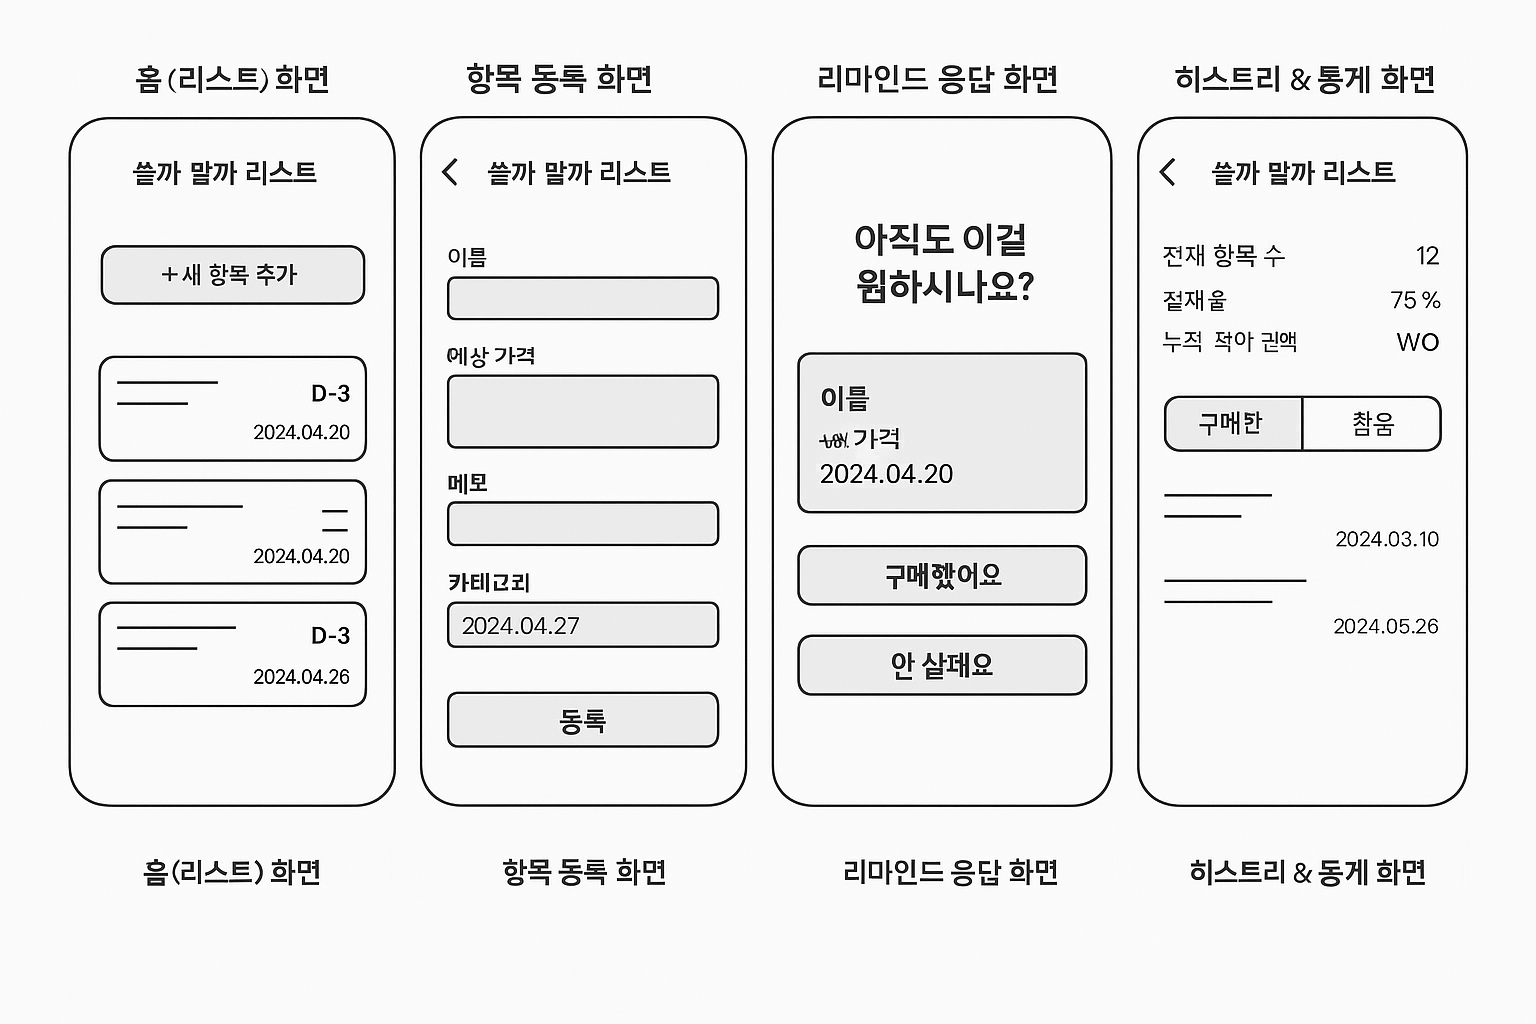 홈 (리스트) 화면
항목 동록 화면
리마인드 응답 화면
히스트리 & 통게 화면
쓸까 말까 리스트
+ 새 항목 추가
D-3
2024.04.20
2024.04.20
D-3
2024.04.26
쓸까 말까 리스트
이름
예상 가격
메모
카테고리
2024.04.27
동록
아직도 이걸
원하시나요?
이름
가격
2024.04.20
구매했어요
안 살패요
쓸까 말까 리스트
전재 항목 수
12
절재율
75 %
누적 적아
WO
구매한
참움
2024.03.10
2024.05.26
홈(리스트) 화면
항목 동록 화면
리마인드 응답 화면
히스트리 & 동게 화면